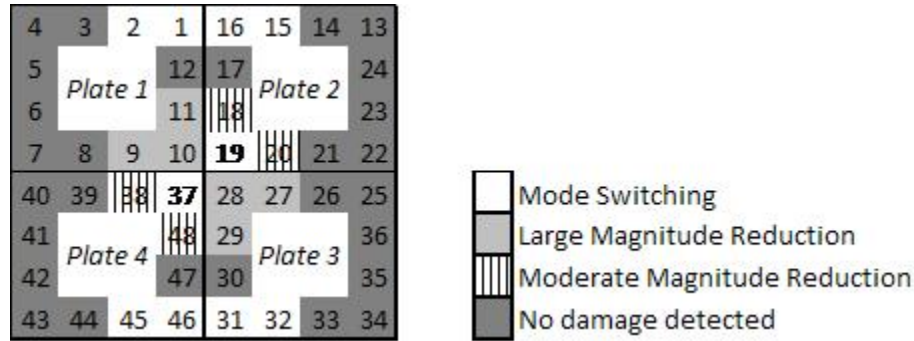 4 3 2 1 16 15 14 13
5 Plate 1 12 17 Plate 2 24
6 11 18 23
7 8 9 10 19 20 21 22
40 39 38 37 28 27 26 25
41 Plate 4 48 29 Plate 3 36
42 47 30 35
43 44 45 46 31 32 33 34
Mode Switching
Large Magnitude Reduction
Moderate Magnitude Reduction
No damage detected